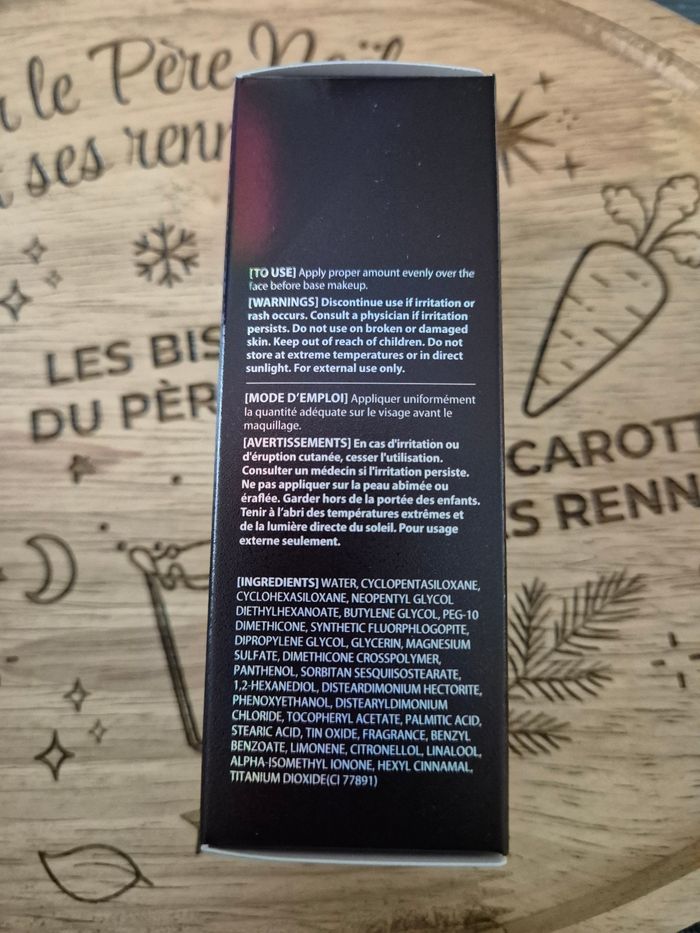 le Père Noël
ses renn
LES BIS
DU PÈR
CAROTT
S RENN
[TO USE] Apply proper amount evenly over the
face before base makeup.
[WARNINGS] Discontinue use if irritation or
rash occurs. Consult a physician if irritation
persists. Do not use on broken or damaged
skin. Keep out of reach of children. Do not
store at extreme temperatures or in direct
sunlight. For external use only.
[MODE D'EMPLOI] Appliquer uniformément
la quantité adéquate sur le visage avant le
maquillage.
[AVERTISSEMENTS] En cas d'irritation ou
d'éruption cutanée, cesser l'utilisation.
Consulter un médecin si l'irritation persiste.
Ne pas appliquer sur la peau abimée ou
éraflée. Garder hors de la portée des enfants.
Tenir à l'abri des températures extrêmes et
de la lumière directe du soleil. Pour usage
externe seulement.
[INGREDIENTS] WATER, CYCLOPENTASILOXANE,
CYCLOHEXASILOXANE, NEOPENTYL GLYCOL
DIETHYLHEXANOATE, BUTYLENE GLYCOL, PEG-10
DIMETHICONE, SYNTHETIC FLUORPHLOGOPITE,
DIPROPYLENE GLYCOL, GLYCERIN, MAGNESIUM
SULFATE, DIMETHICONE CROSSPOLYMER,
PANTHENOL, SORBITAN SESQUIISOSTEARATE,
1,2-HEXANEDIOL, DISTEARDIMONIUM HECTORITE,
PHENOXYETHANOL, DISTEARYLDIMONIUM
CHLORIDE, TOCOPHERYL ACETATE, PALMITIC ACID,
STEARIC ACID, TIN OXIDE, FRAGRANCE, BENZYL
BENZOATE, LIMONENE, CITRONELLOL, LINALOOL,
ALPHA-ISOMETHYL IONONE, HEXYL CINNAMAL,
TITANIUM DIOXIDE(CI 77891)